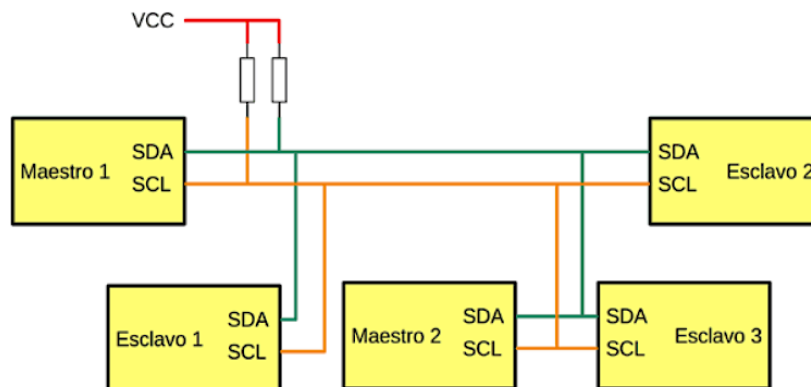 VCC
SDA
Maestro 1
SCL
SDA
Esclavo 2
SCL
SDA
Esclavo 1
SCL
SDA
Maestro 2
SCL
SDA
Esclavo 3
SCL